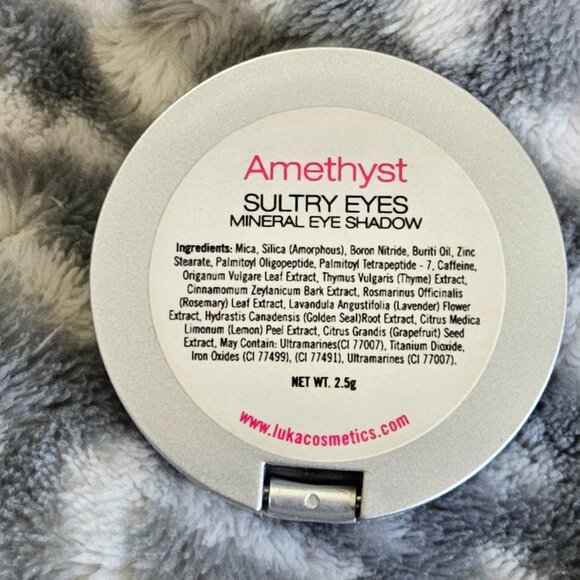 Amethyst
SULTRY EYES
MINERAL EYE SHADOW
Ingredients: Mica, Silica (Amorphous), Boron Nitride, Buriti Oil, Zinc
Stearate, Palmitoyl Oligopeptide, Palmitoyl Tetrapeptide - 7, Caffeine,
Origanum Vulgare Leaf Extract, Thymus Vulgaris (Thyme) Extract,
Cinnamomum Zeylanicum Bark Extract, Rosmarinus Officinalis
(Rosemary) Leaf Extract, Lavandula Angustifolia (Lavender) Flower
Extract, Hydrastis Canadensis (Golden Seal)Root Extract, Citrus Medica
Limonum (Lemon) Peel Extract, Citrus Grandis (Grapefruit) Seed
Extract, May Contain: Ultramarines(CI 77007), Titanium Dioxide,
Iron Oxides (CI 77499), (CI 77491), Ultramarines (CI 77007).
NET WT. 2.5g
www.lukacosmetics.com